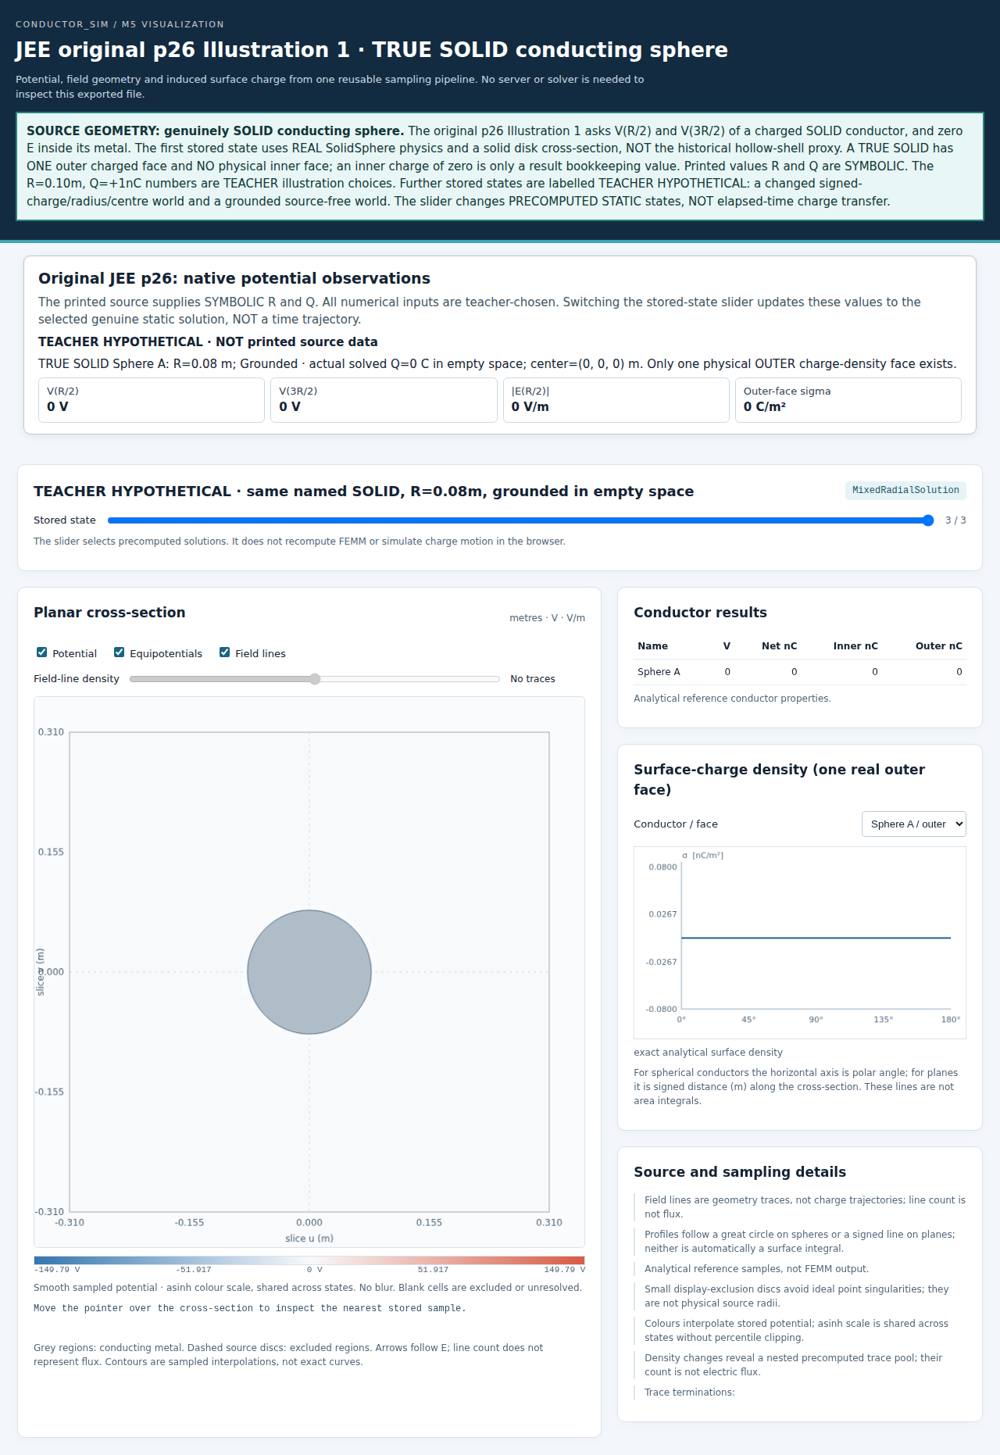 CONDUCTOR_SIM / M5 VISUALIZATION
JEE original p26 Illustration 1 · TRUE SOLID conducting sphere
Potential, field geometry and induced surface charge from one reusable sampling pipeline. No server or solver is needed to
inspect this exported file.
SOURCE GEOMETRY: genuinely SOLID conducting sphere. The original p26 Illustration 1 asks V(R/2) and V(3R/2) of a charged SOLID conductor, and zero
E inside its metal. The first stored state uses REAL SolidSphere physics and a solid disk cross-section, NOT the historical hollow-shell proxy. A TRUE SOLID has
ONE outer charged face and NO physical inner face; an inner charge of zero is only a result bookkeeping value. Printed values R and Q are SYMBOLIC. The
R=0.10m, Q=+1nC numbers are TEACHER illustration choices. Further stored states are labelled TEACHER HYPOTHETICAL: a changed signed-
charge/radius/centre world and a grounded source-free world. The slider changes PRECOMPUTED STATIC states, NOT elapsed-time charge transfer.
Original JEE p26: native potential observations
The printed source supplies SYMBOLIC R and Q. All numerical inputs are teacher-chosen. Switching the stored-state slider updates these values to the
selected genuine static solution, NOT a time trajectory.
TEACHER HYPOTHETICAL · NOT printed source data
TRUE SOLID Sphere A: R=0.08 m; Grounded · actual solved Q=0 C in empty space; center=(0, 0, 0) m. Only one physical OUTER charge-density face exists.
V(R/2)
0 V
V(3R/2)
0 V
|E(R/2)|
0 V/m
Outer-face sigma
0 C/m²
TEACHER HYPOTHETICAL · same named SOLID, R=0.08m, grounded in empty space
MixedRadialSolution
Stored state
3 / 3
The slider selects precomputed solutions. It does not recompute FEMM or simulate charge motion in the browser.
Planar cross-section
metres · V · V/m
Potential
Equipotentials
Field lines
Field-line density
No traces
0.310
0.155
0.000
-0.155
-0.310
slice v (m)
-0.310
-0.155
0.000
0.155
0.310
slice u (m)
-149.79 V
-51.917
0 V
51.917
149.79 V
Smooth sampled potential · asinh colour scale, shared across states. No blur. Blank cells are excluded or unresolved.
Move the pointer over the cross-section to inspect the nearest stored sample.
Grey regions: conducting metal. Dashed source discs: excluded regions. Arrows follow E; line count does not
represent flux. Contours are sampled interpolations, not exact curves.
Conductor results
Name V Net nC Inner nC Outer nC
Sphere A 0 0 0 0
Analytical reference conductor properties.
Surface-charge density (one real outer
face)
Conductor / face
Sphere A / outer
σ [nC/m²]
0.0800
0.0267
-0.0267
-0.0800
0°
45°
90°
135°
180°
exact analytical surface density
For spherical conductors the horizontal axis is polar angle; for planes
it is signed distance (m) along the cross-section. These lines are not
area integrals.
Source and sampling details
Field lines are geometry traces, not charge trajectories; line count is
not flux.
Profiles follow a great circle on spheres or a signed line on planes;
neither is automatically a surface integral.
Analytical reference samples, not FEMM output.
Small display-exclusion discs avoid ideal point singularities; they
are not physical source radii.
Colours interpolate stored potential; asinh scale is shared across
states without percentile clipping.
Density changes reveal a nested precomputed trace pool; their
count is not electric flux.
Trace terminations: